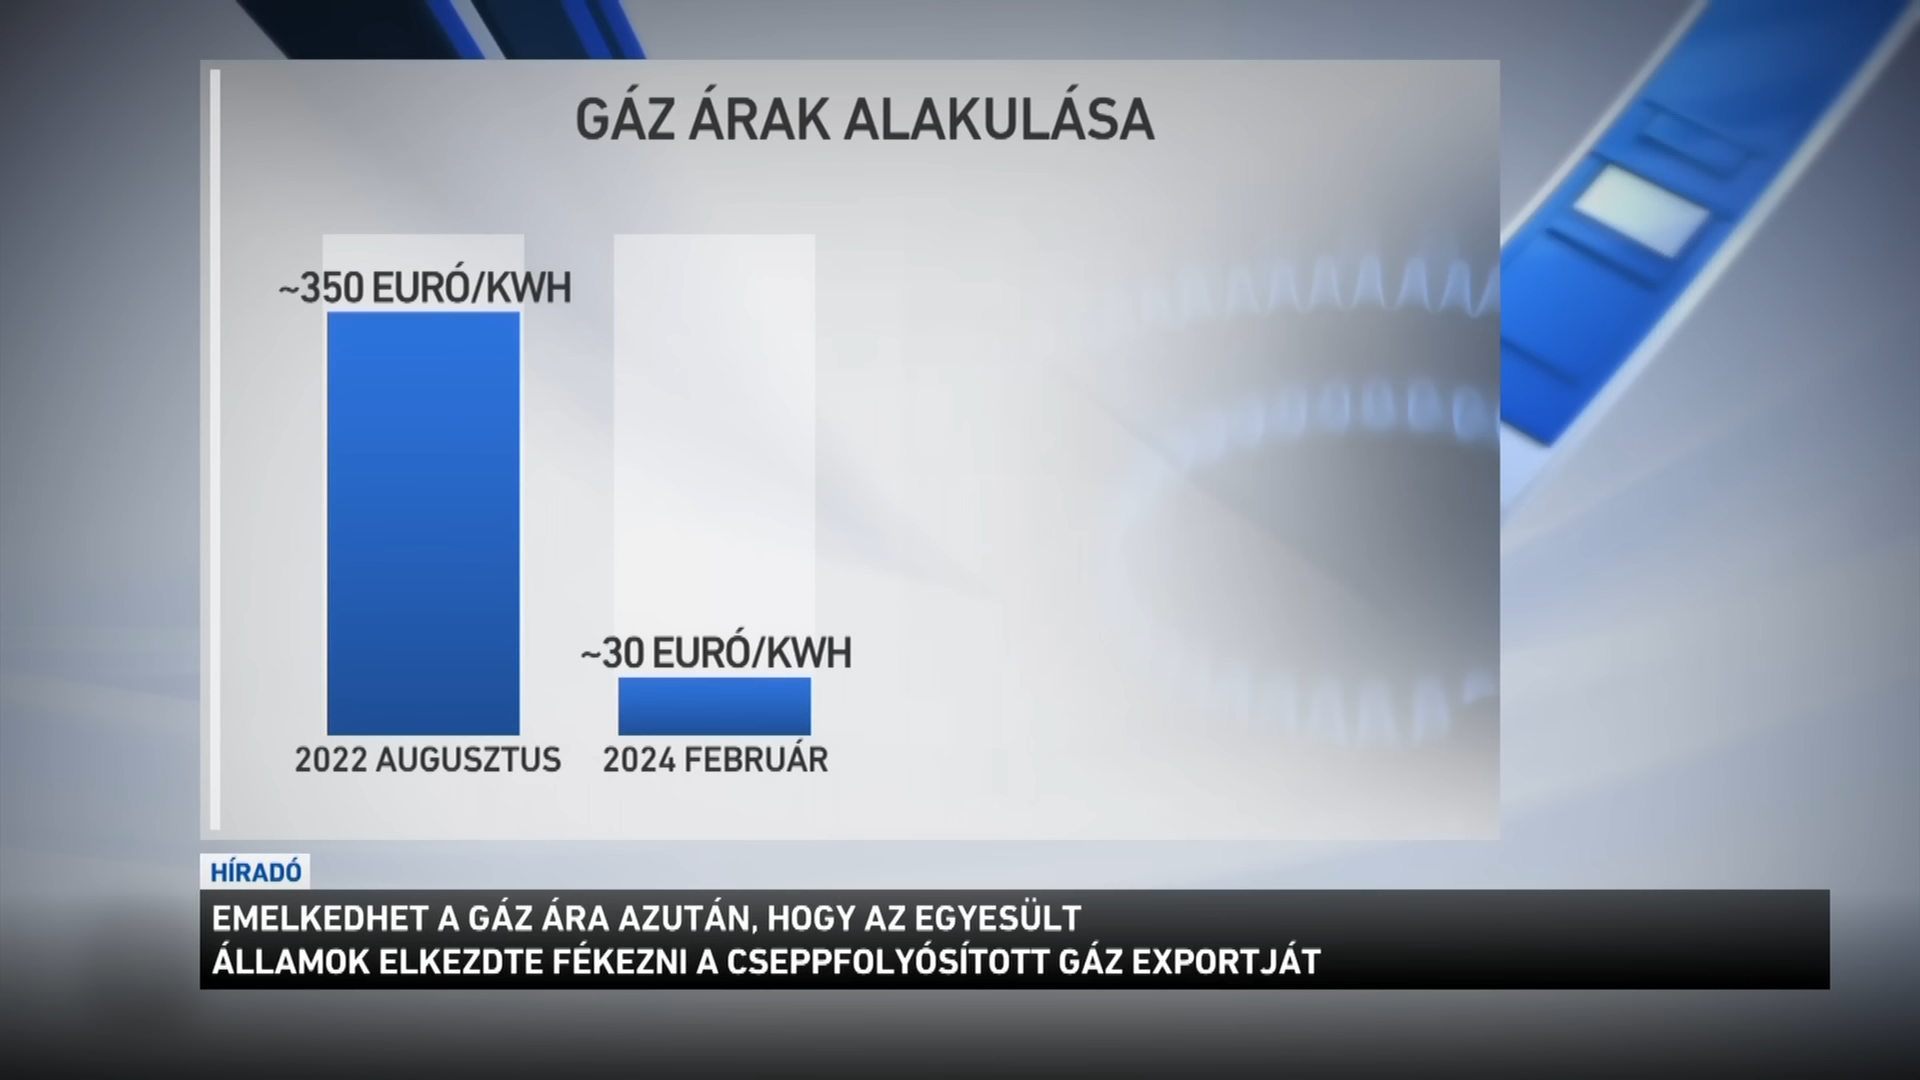 GÁZ ÁRAK ALAKULÁSA
~350 EURÓ/KWH
~30 EURÓ/KWH
2022 AUGUSZTUS
2024 FEBRUÁR
HÍRADÓ
EMELKEDHET A GÁZ ÁRA AZUTÁN, HOGY AZ EGYESÜLT
ÁLLAMOK ELKEZDTE FÉKEZNI A CSEPPFOLYÓSÍTOTT GÁZ EXPORTJÁT